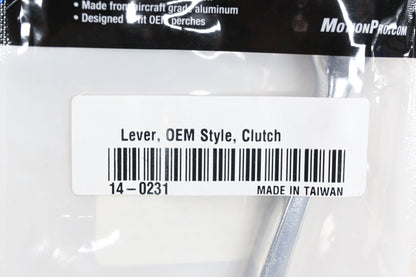 • Made from aircraft grade aluminum
• Designed to fit OEM perches
MOTIONPRO.COM
Lever, OEM Style, Clutch
14-0231
MADE IN TAIWAN